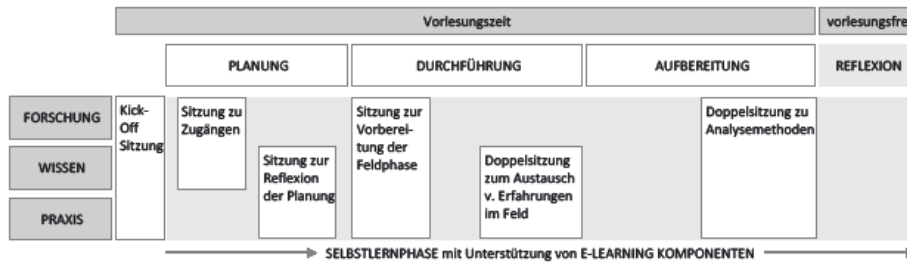 Vorlesungszeit
vorlesungsfre
PLANUNG
DURCHFÜHRUNG
AUFBEREITUNG
REFLEXION
FORSCHUNG
WISSEN
PRAXIS
Kick-
Off
Sitzung
Sitzung zu
Zugängen
Sitzung zur
Reflexion
der Planung
Sitzung zur
Vorberei-
tung der
Feldphase
Doppelsitzung
zum Austausch
v. Erfahrungen
im Feld
Doppelsitzung zu
Analysemethoden
SELBSTLERNPHASE mit Unterstützung von E-LEARNING KOMPONENTEN